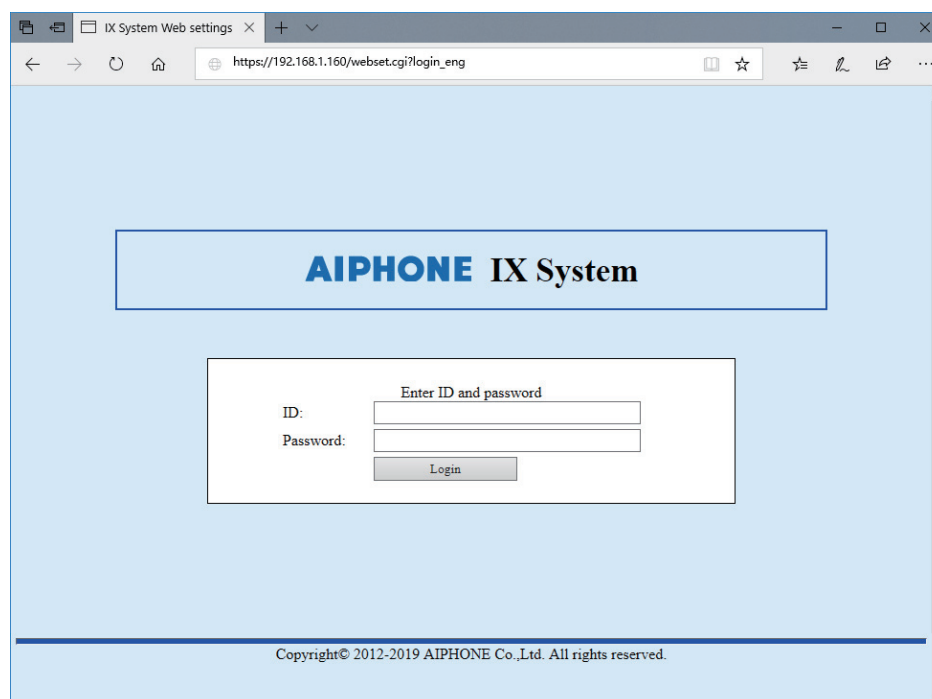 IX System Web settings
https://192.168.1.160/webset.cgi?login_eng
AIPHONE IX System
Enter ID and password
ID:
Password:
Login
Copyright© 2012-2019 AIPHONE Co.,Ltd. All rights reserved.